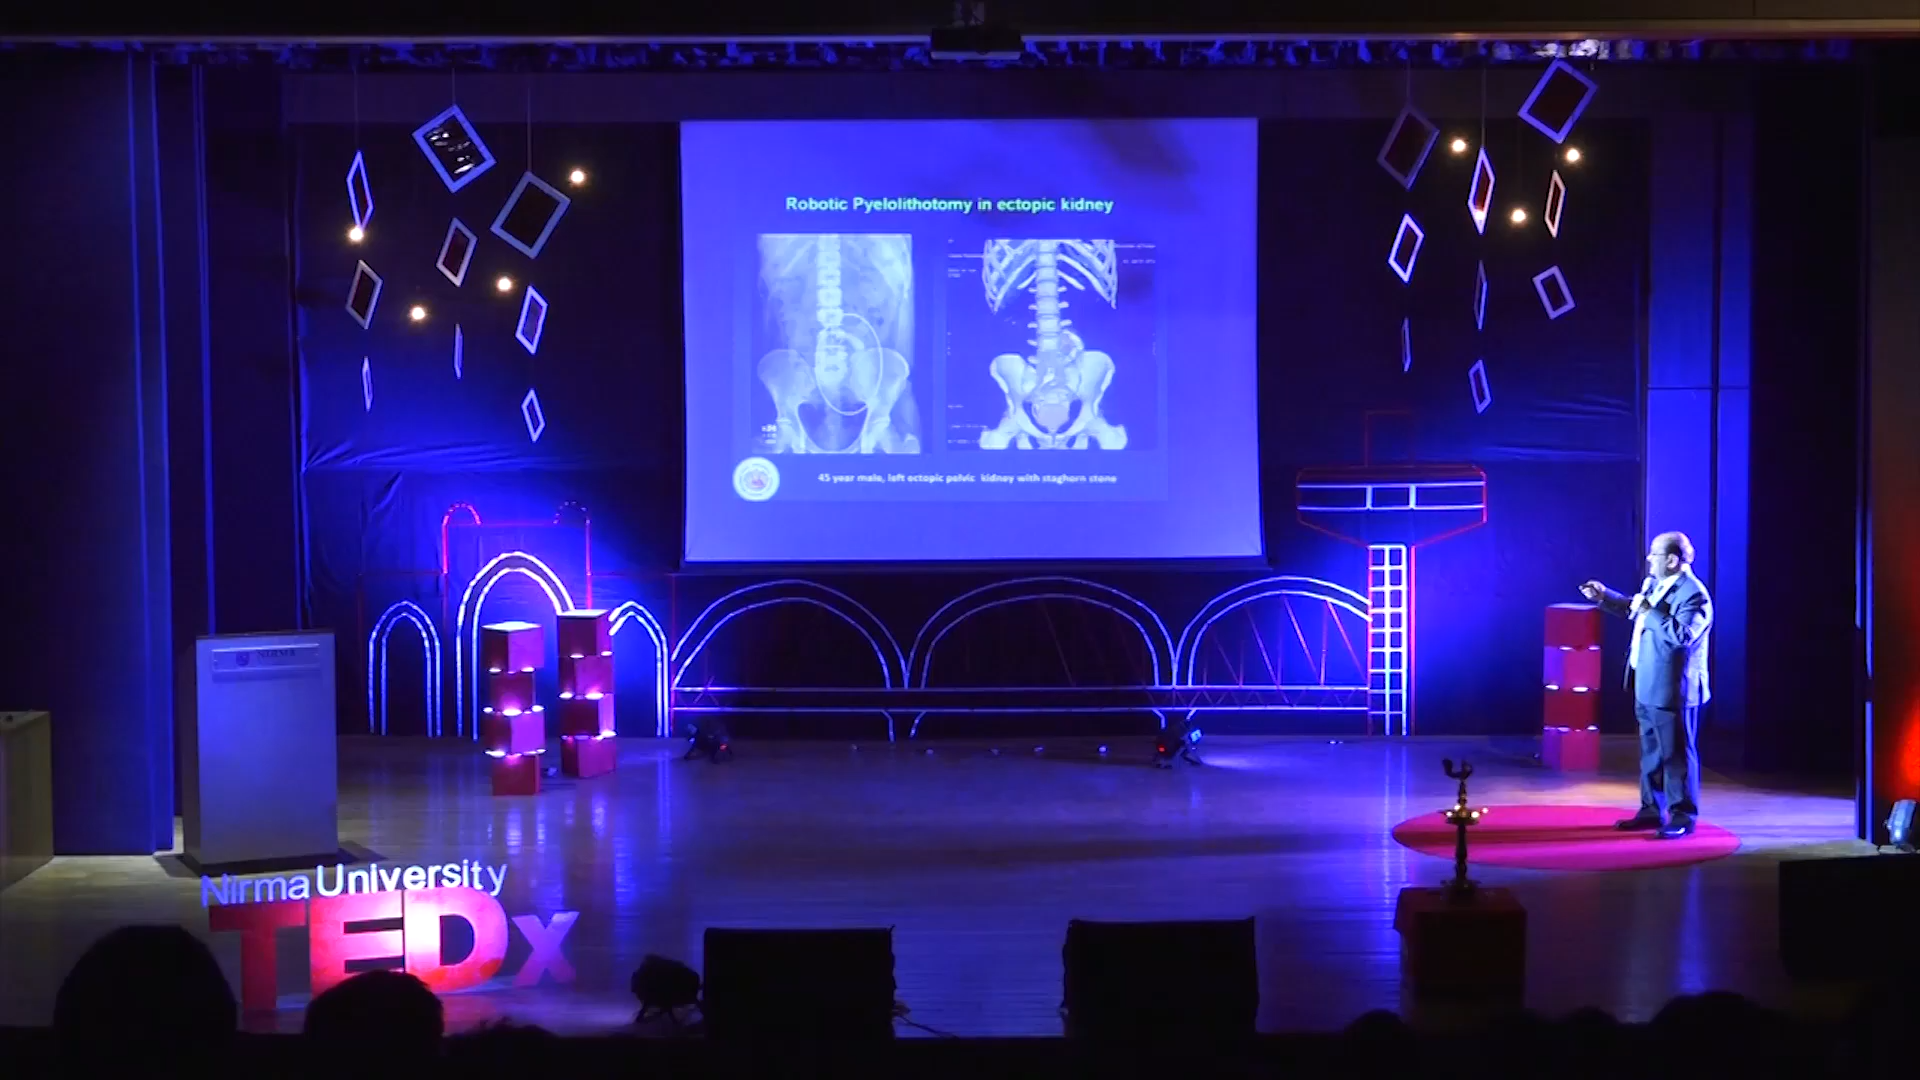 Robotic Pyelolithotomy in ectopic kidney
45 year male, left ectopic pelvic kidney with staghorn stone
Nirma University
TEDx